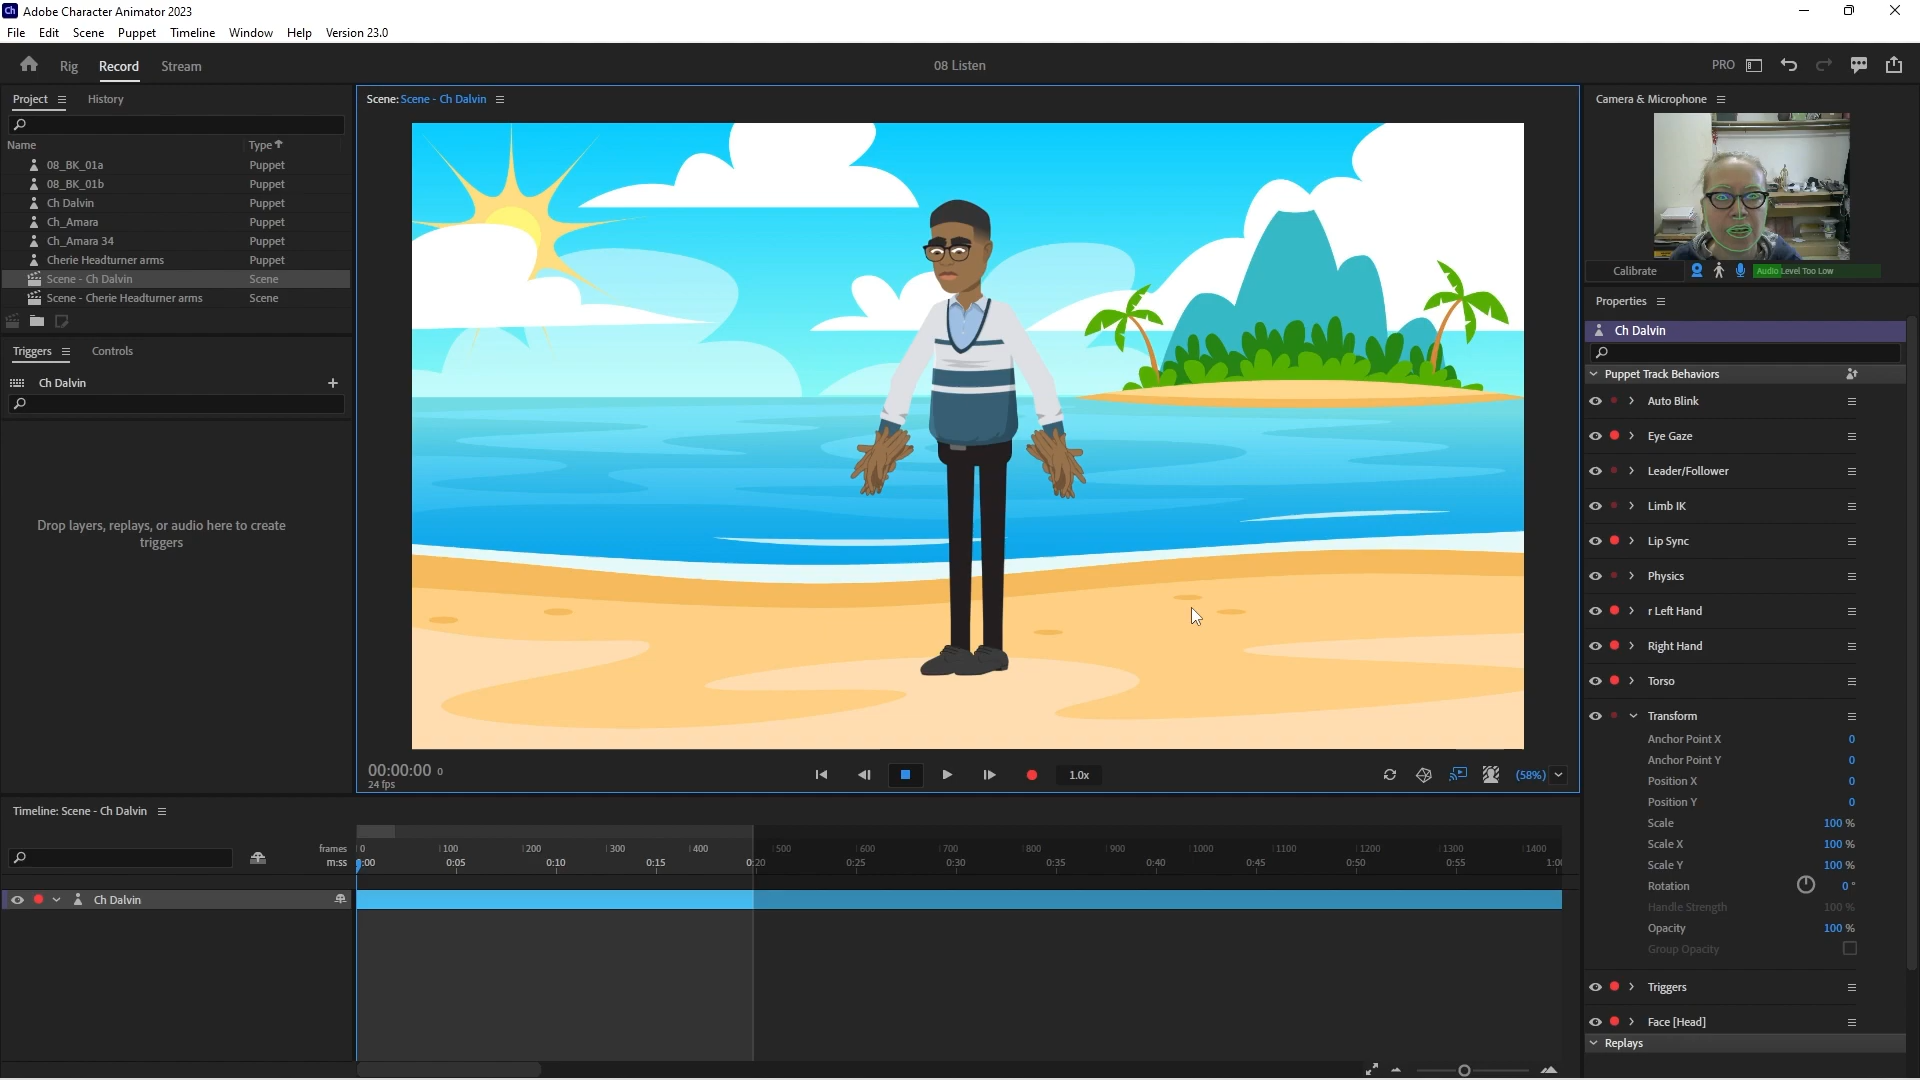 Ch Adobe Character Animator 2023
File Edit Scene Puppet Timeline Window Help Version 23.0
Rig Record Stream 08 Listen PRO
Project History
Name Type
08_BK_01a Puppet
08_BK_01b Puppet
Ch Dalvin Puppet
Ch_Amara Puppet
Ch_Amara 34 Puppet
Cherie Headturner arms Puppet
Scene - Ch Dalvin Scene
Scene - Cherie Headturner arms Scene
Triggers Controls
Ch Dalvin
Drop layers, replays, or audio here to create
triggers
Scene: Scene - Ch Dalvin
00:00:00 0
24 fps
1.0x
(58%)
Camera & Microphone
Calibrate Audio Level Too Low
Properties
Ch Dalvin
Puppet Track Behaviors
Auto Blink
Eye Gaze
Leader/Follower
Limb IK
Lip Sync
Physics
r Left Hand
Right Hand
Torso
Transform
Anchor Point X 0
Anchor Point Y 0
Position X 0
Position Y 0
Scale 100 %
Scale X 100 %
Scale Y 100 %
Rotation 0 °
Handle Strength 100 %
Opacity 100 %
Group Opacity
Triggers
Face [Head]
Replays
Timeline: Scene - Ch Dalvin
frames 0 100 200 300 400 500 600 700 800 900 1000 1100 1200 1300 1400
m:ss 0:00 0:05 0:10 0:15 0:20 0:25 0:30 0:35 0:40 0:45 0:50 0:55
Ch Dalvin